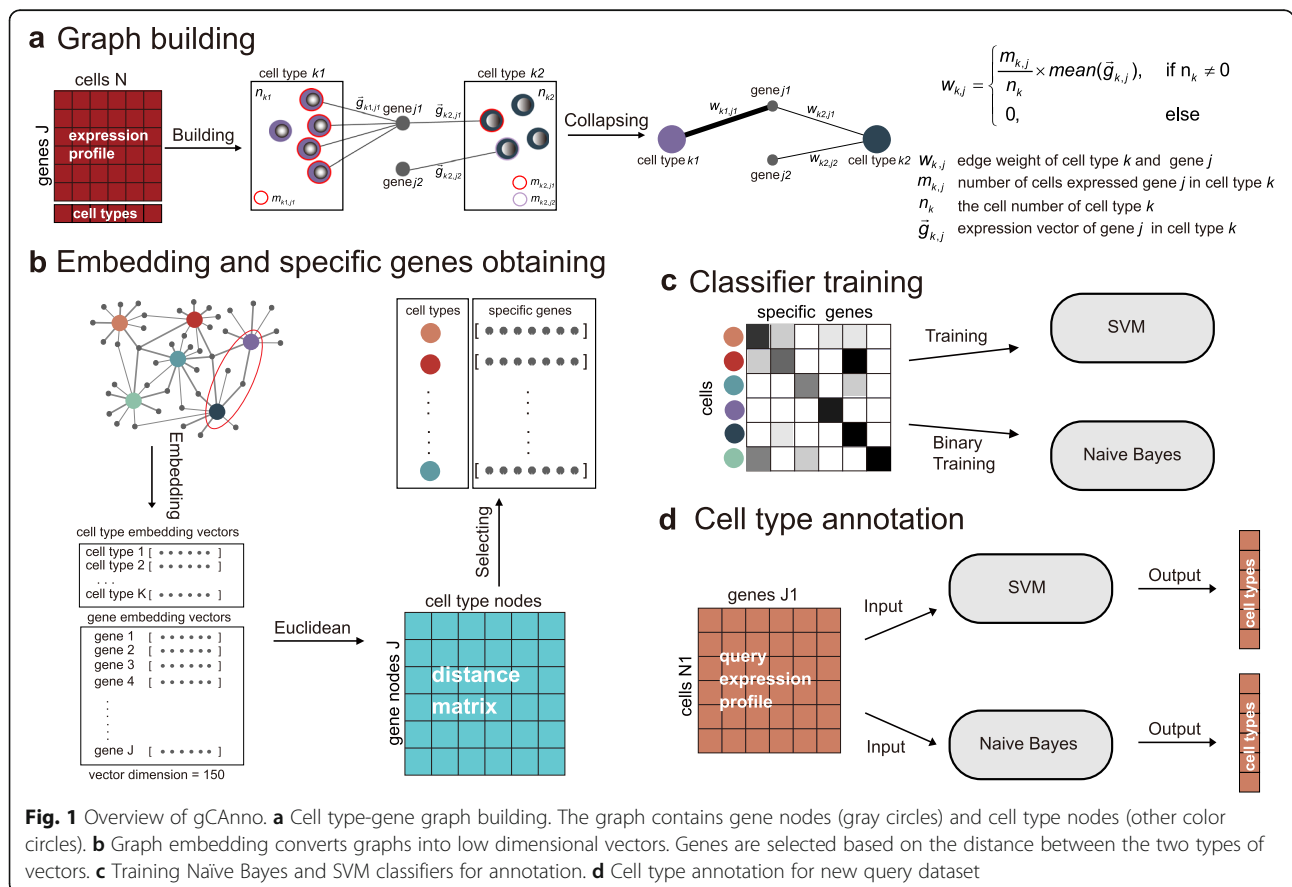 a Graph building
cells N
genes J
expression
profile
cell types
Building
cell type k1
n_k1
m_k1,j1
g⃗_k1,j1
gene j1
g⃗_k2,j1
gene j2
g⃗_k2,j2
cell type k2
n_k2
m_k2,j1
m_k2,j2
Collapsing
w_k1,j1
gene j1
w_k2,j1
cell type k1
w_k2,j2
cell type k2
gene j2
w_k,j = { m_k,j / n_k × mean(g⃗_k,j), if n_k ≠ 0
0, else
w_k,j edge weight of cell type k and gene j
m_k,j number of cells expressed gene j in cell type k
n_k the cell number of cell type k
g⃗_k,j expression vector of gene j in cell type k
b Embedding and specific genes obtaining
Embedding
cell type embedding vectors
cell type 1 [ • • • • • • ]
cell type 2 [ • • • • • • ]
. . .
cell type K [ • • • • • • ]
gene embedding vectors
gene 1 [ • • • • • • ]
gene 2 [ • • • • • • ]
gene 3 [ • • • • • • ]
gene 4 [ • • • • • • ]
gene J [ • • • • • • ]
vector dimension = 150
Euclidean
cell type nodes
gene nodes J
distance
matrix
Selecting
cell types
specific genes
c Classifier training
specific genes
cells
Training
SVM
Binary
Training
Naive Bayes
d Cell type annotation
genes J1
cells N1
query
expression
profile
Input
SVM
Output
cell types
Input
Naive Bayes
Output
cell types
Fig. 1 Overview of gCAnno. a Cell type-gene graph building. The graph contains gene nodes (gray circles) and cell type nodes (other color
circles). b Graph embedding converts graphs into low dimensional vectors. Genes are selected based on the distance between the two types of
vectors. c Training Naïve Bayes and SVM classifiers for annotation. d Cell type annotation for new query dataset